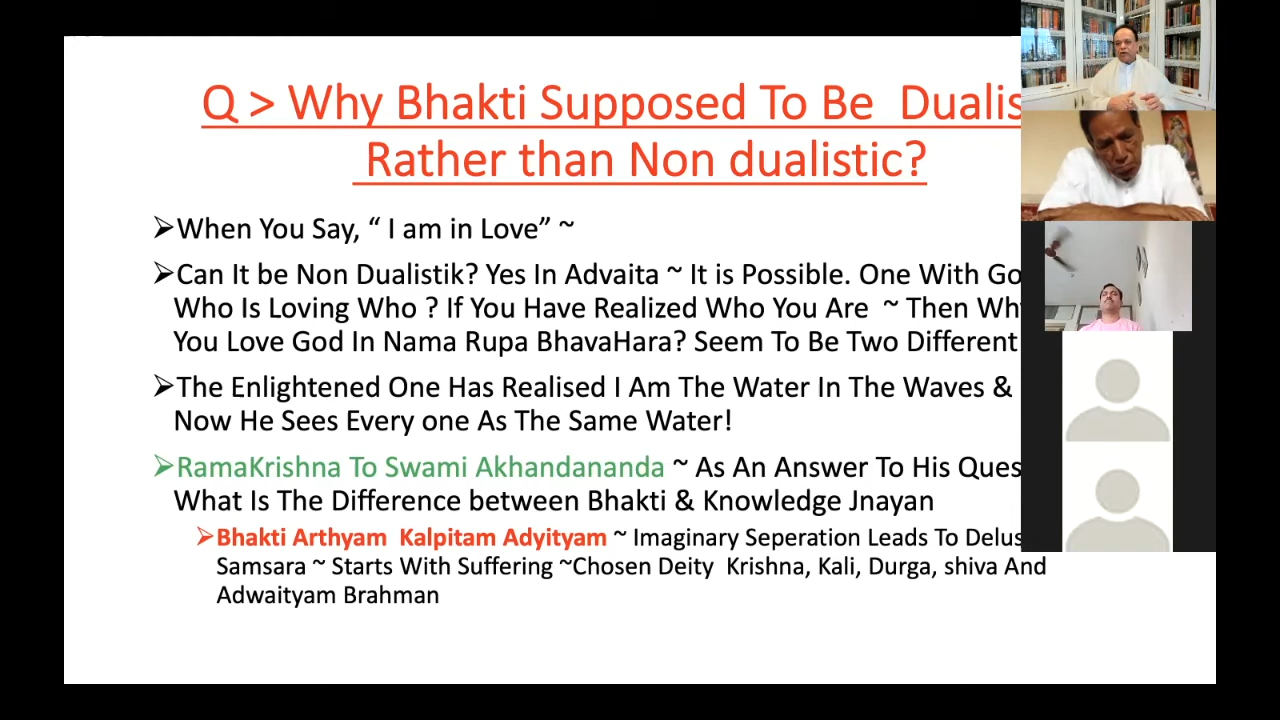 Q > Why Bhakti Supposed To Be Dualis
Rather than Non dualistic?
➢When You Say, “ I am in Love” ~
➢Can It be Non Dualistik? Yes In Advaita ~ It is Possible. One With Go
Who Is Loving Who ? If You Have Realized Who You Are ~ Then Wh
You Love God In Nama Rupa BhavaHara? Seem To Be Two Different
➢The Enlightened One Has Realised I Am The Water In The Waves &
Now He Sees Every one As The Same Water!
➢RamaKrishna To Swami Akhandananda ~ As An Answer To His Ques
What Is The Difference between Bhakti & Knowledge Jnayan
➢Bhakti Arthyam Kalpitam Adyityam ~ Imaginary Seperation Leads To Delus
Samsara ~ Starts With Suffering ~Chosen Deity Krishna, Kali, Durga, shiva And
Adwaityam Brahman